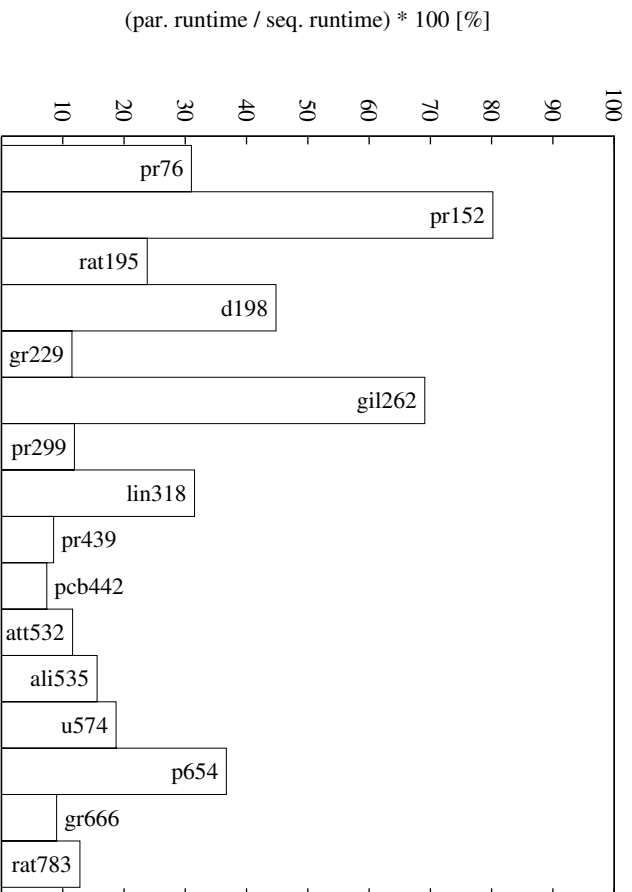 (par. runtime / seq. runtime) * 100 [%]
10 20 30 40 50 60 70 80 90 100
pr76
pr152
rat195
d198
gr229
gil262
pr299
lin318
pr439
pcb442
att532
ali535
u574
p654
gr666
rat783